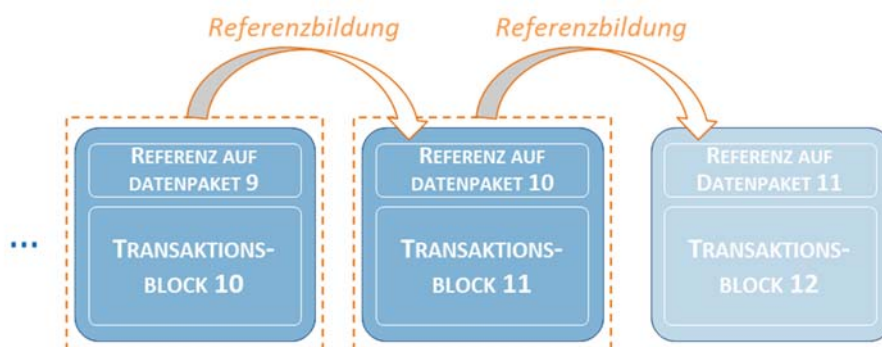 Referenzbildung
Referenzbildung
REFERENZ AUF
DATENPAKET 9
TRANSAKTIONS-
BLOCK 10
REFERENZ AUF
DATENPAKET 10
TRANSAKTIONS-
BLOCK 11
REFERENZ AUF
DATENPAKET 11
TRANSAKTIONS-
BLOCK 12
...